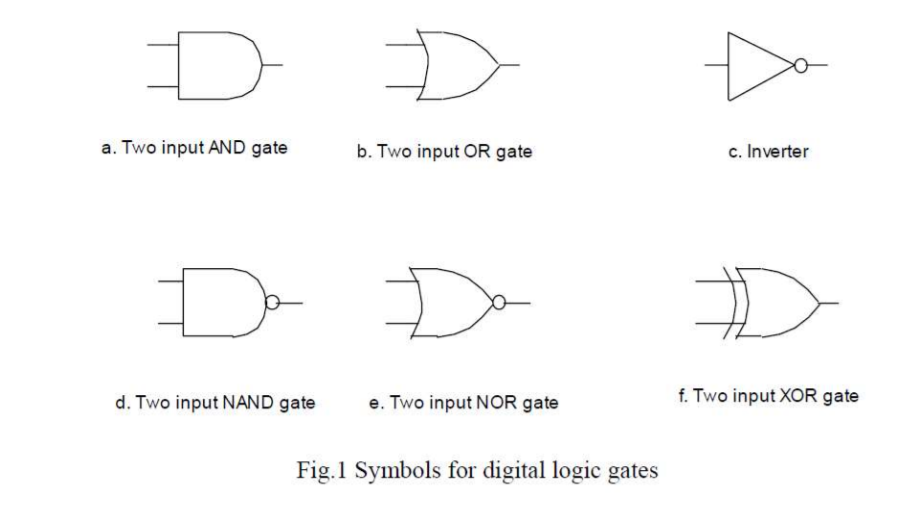 a. Two input AND gate
b. Two input OR gate
c. Inverter
d. Two input NAND gate
e. Two input NOR gate
f. Two input XOR gate
Fig.1 Symbols for digital logic gates